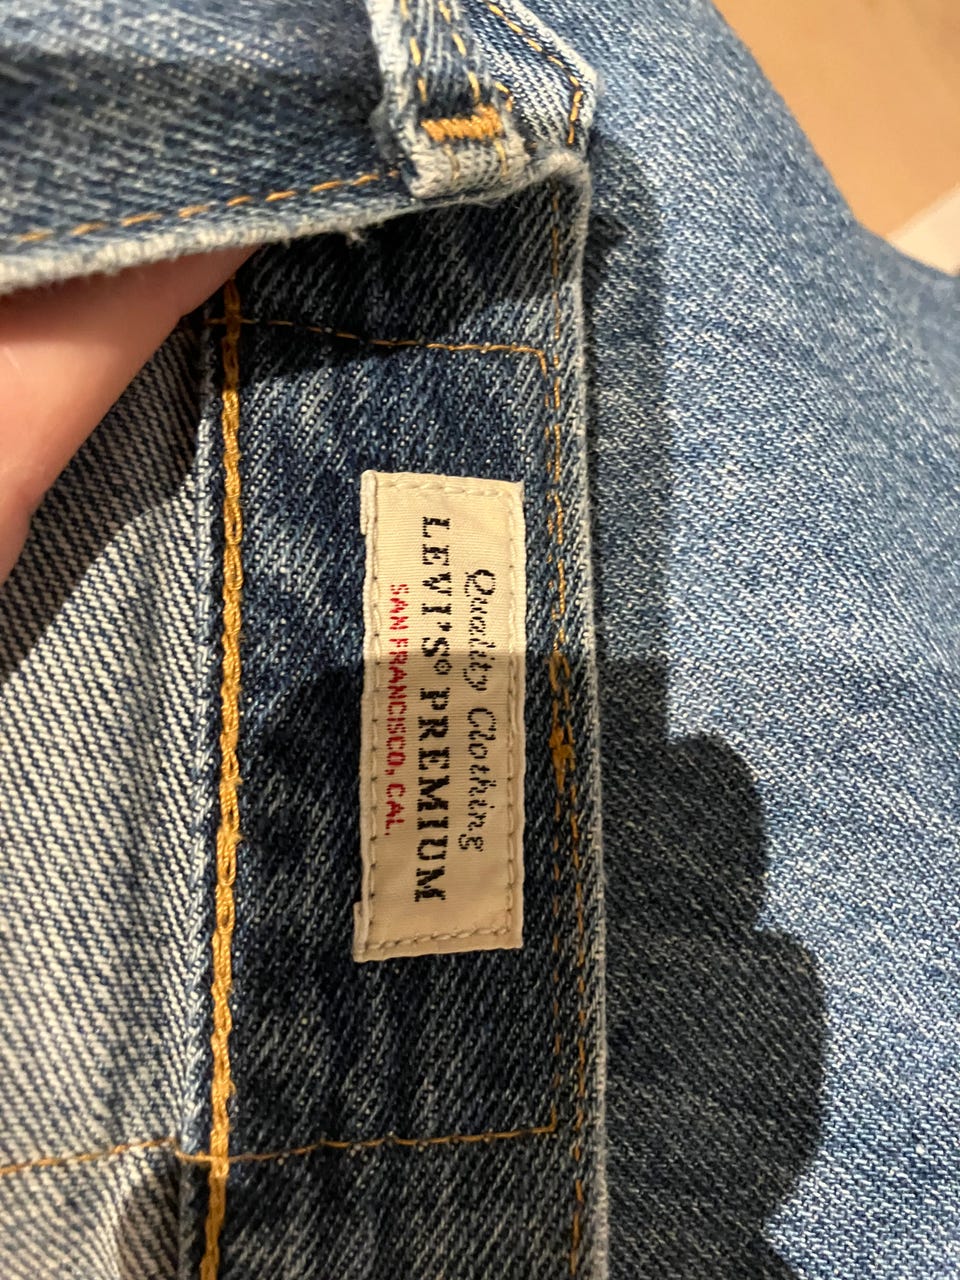 Quality Clothing
LEVI'S® PREMIUM
SAN FRANCISCO, CAL.